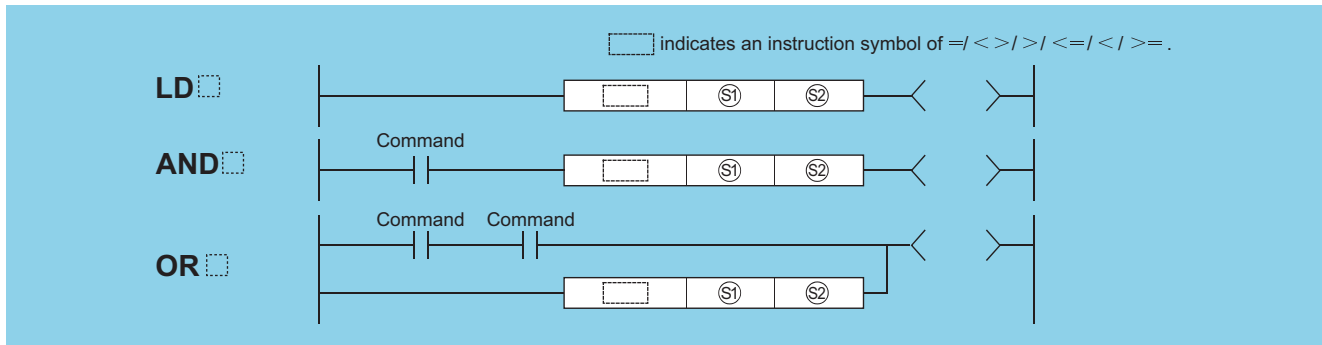 indicates an instruction symbol of =/ < >/ >/ <=/ </ >= .
LD
S1 S2
Command
AND
S1 S2
Command Command
OR
S1 S2